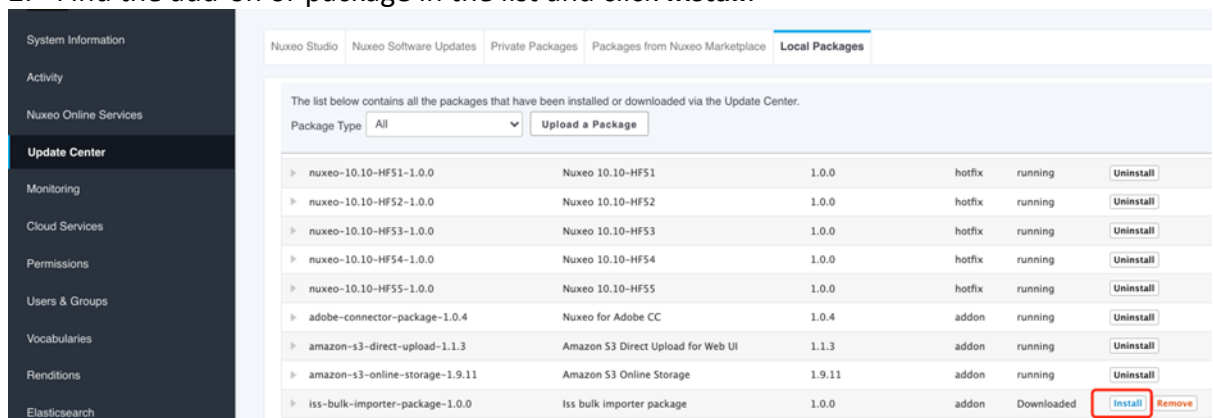 2. Find the add-on or package in the list and click Install
System Information
Activity
Nuxeo Online Services
Update Center
Monitoring
Cloud Services
Permissions
Users & Groups
Vocabularies
Renditions
Elasticsearch
Nuxeo Studio Nuxeo Software Updates Private Packages Packages from Nuxeo Marketplace Local Packages
The list below contains all the packages that have been installed or downloaded via the Update Center.
Package Type All Upload a Package
nuxeo-10.10-HF51-1.0.0 Nuxeo 10.10-HF51 1.0.0 hotfix running Uninstall
nuxeo-10.10-HF52-1.0.0 Nuxeo 10.10-HF52 1.0.0 hotfix running Uninstall
nuxeo-10.10-HF53-1.0.0 Nuxeo 10.10-HF53 1.0.0 hotfix running Uninstall
nuxeo-10.10-HF54-1.0.0 Nuxeo 10.10-HF54 1.0.0 hotfix running Uninstall
nuxeo-10.10-HF55-1.0.0 Nuxeo 10.10-HF55 1.0.0 hotfix running Uninstall
adobe-connector-package-1.0.4 Nuxeo for Adobe CC 1.0.4 addon running Uninstall
amazon-s3-direct-upload-1.1.3 Amazon S3 Direct Upload for Web UI 1.1.3 addon running Uninstall
amazon-s3-online-storage-1.9.11 Amazon S3 Online Storage 1.9.11 addon running Uninstall
iss-bulk-importer-package-1.0.0 Iss bulk importer package 1.0.0 addon Downloaded Install Remove